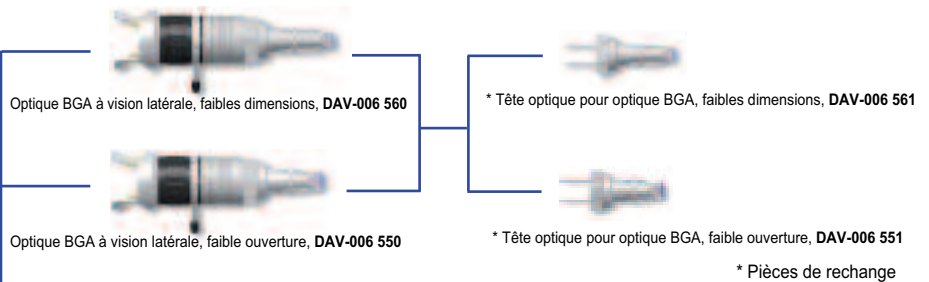 Optique BGA à vision latérale, faibles dimensions, DAV-006 560
* Tête optique pour optique BGA, faibles dimensions, DAV-006 561
Optique BGA à vision latérale, faible ouverture, DAV-006 550
* Tête optique pour optique BGA, faible ouverture, DAV-006 551
* Pièces de rechange